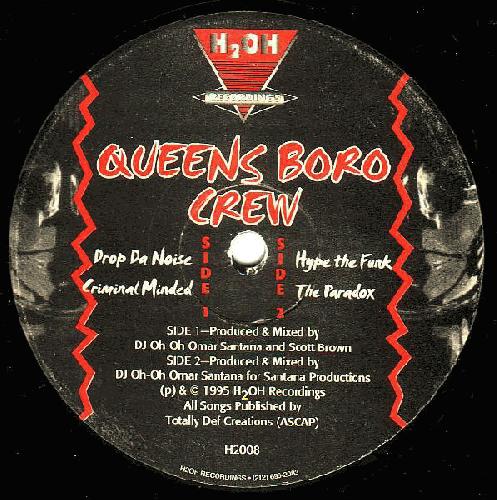 H2OH
RECORDINGS
QUEENS BORO
CREW
Drop Da Noise
Criminal Minded
SIDE 1
SIDE 2
Hype the Funk
The Paradox
SIDE 1—Produced & Mixed by
DJ Oh Oh Omar Santana and Scott Brown
SIDE 2—Produced & Mixed by
DJ Oh-Oh Omar Santana for Santana Productions
(p) & © 1995 H2OH Recordings
All Songs Published by
Totally Def Creations (ASCAP)
H2008
H2OH RECORDINGS • (212)